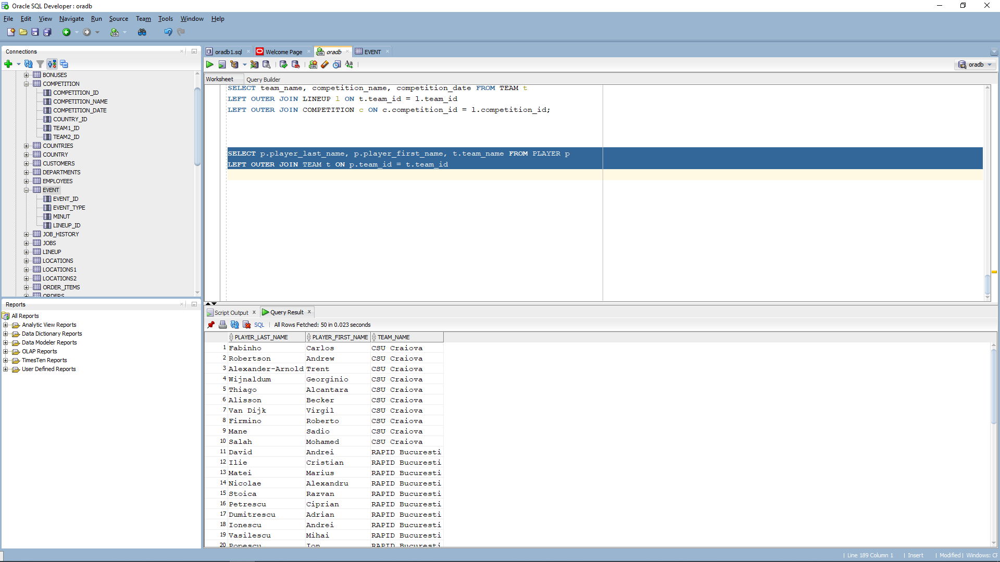 Oracle SQL Developer : oradb
File Edit View Navigate Run Source Team Tools Window Help
Connections
BONUSES
COMPETITION
COMPETITION_ID
COMPETITION_NAME
COMPETITION_DATE
COUNTRY_ID
TEAM1_ID
TEAM2_ID
COUNTRIES
COUNTRY
CUSTOMERS
DEPARTMENTS
EMPLOYEES
EVENT
EVENT_ID
EVENT_TYPE
MINUT
LINEUP_ID
JOB_HISTORY
JOBS
LINEUP
LOCATIONS
LOCATIONS1
LOCATIONS2
ORDER_ITEMS
ORDERS
Reports
All Reports
Analytic View Reports
Data Dictionary Reports
Data Modeler Reports
OLAP Reports
TimesTen Reports
User Defined Reports
oradb1.sql Welcome Page oradb EVENT
oradb
Worksheet Query Builder
SELECT team_name, competition_name, competition_date FROM TEAM t
LEFT OUTER JOIN LINEUP l ON t.team_id = l.team_id
LEFT OUTER JOIN COMPETITION c ON c.competition_id = l.competition_id;
SELECT p.player_last_name, p.player_first_name, t.team_name FROM PLAYER p
LEFT OUTER JOIN TEAM t ON p.team_id = t.team_id
Script Output x Query Result x
SQL All Rows Fetched: 50 in 0.023 seconds
PLAYER_LAST_NAME PLAYER_FIRST_NAME TEAM_NAME
1 Fabinho Carlos CSU Craiova
2 Robertson Andrew CSU Craiova
3 Alexander-Arnold Trent CSU Craiova
4 Wijnaldum Georginio CSU Craiova
5 Thiago Alcantara CSU Craiova
6 Alisson Becker CSU Craiova
7 Van Dijk Virgil CSU Craiova
8 Firmino Roberto CSU Craiova
9 Mane Sadio CSU Craiova
10 Salah Mohamed CSU Craiova
11 David Andrei RAPID Bucuresti
12 Ilie Cristian RAPID Bucuresti
13 Matei Marius RAPID Bucuresti
14 Nicolae Alexandru RAPID Bucuresti
15 Stoica Razvan RAPID Bucuresti
16 Petrescu Ciprian RAPID Bucuresti
17 Dumitrescu Adrian RAPID Bucuresti
18 Ionescu Andrei RAPID Bucuresti
19 Vasilescu Mihai RAPID Bucuresti
20 Popescu Ion RAPID Bucuresti
Line 189 Column 1 Insert Modified Windows: CF